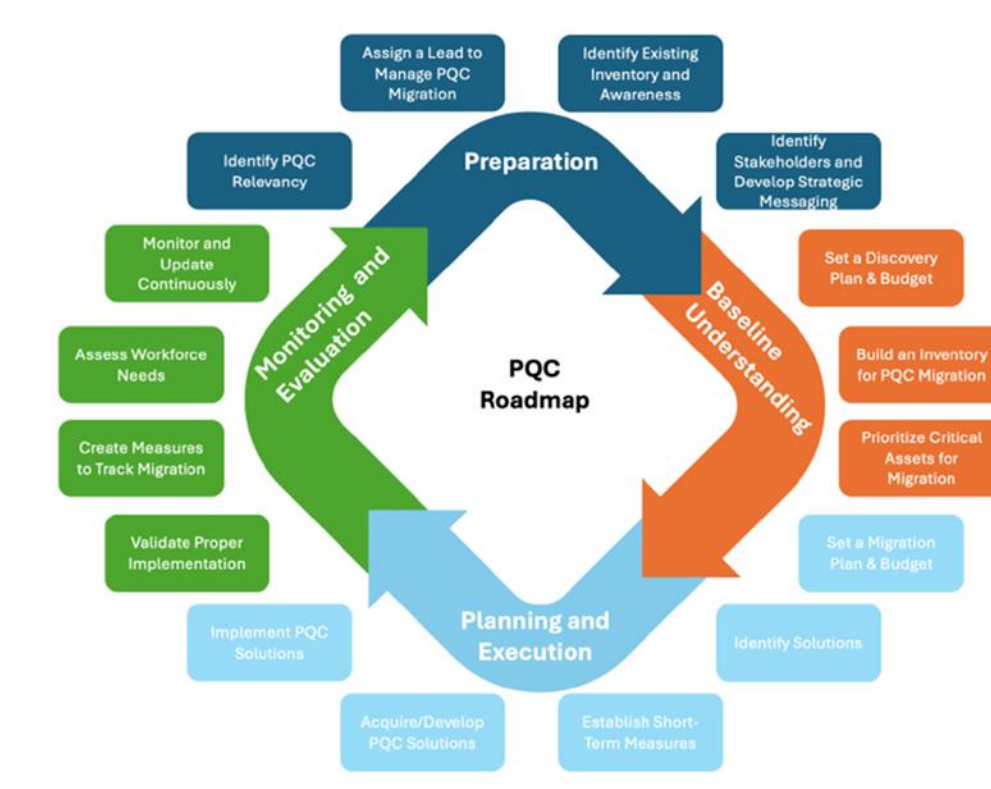 Assign a Lead to
Manage PQC
Migration
Identify Existing
Inventory and
Awareness
Identify PQC
Relevancy
Preparation
Identify
Stakeholders and
Develop Strategic
Messaging
Monitor and
Update
Continuously
Monitoring and
Evaluation
Baseline
Understanding
Set a Discovery
Plan & Budget
Assess Workforce
Needs
PQC
Roadmap
Build an Inventory
for PQC Migration
Create Measures
to Track Migration
Prioritize Critical
Assets for
Migration
Validate Proper
Implementation
Set a Migration
Plan & Budget
Implement PQC
Solutions
Planning and
Execution
Identify Solutions
Acquire/Develop
PQC Solutions
Establish Short-
Term Measures